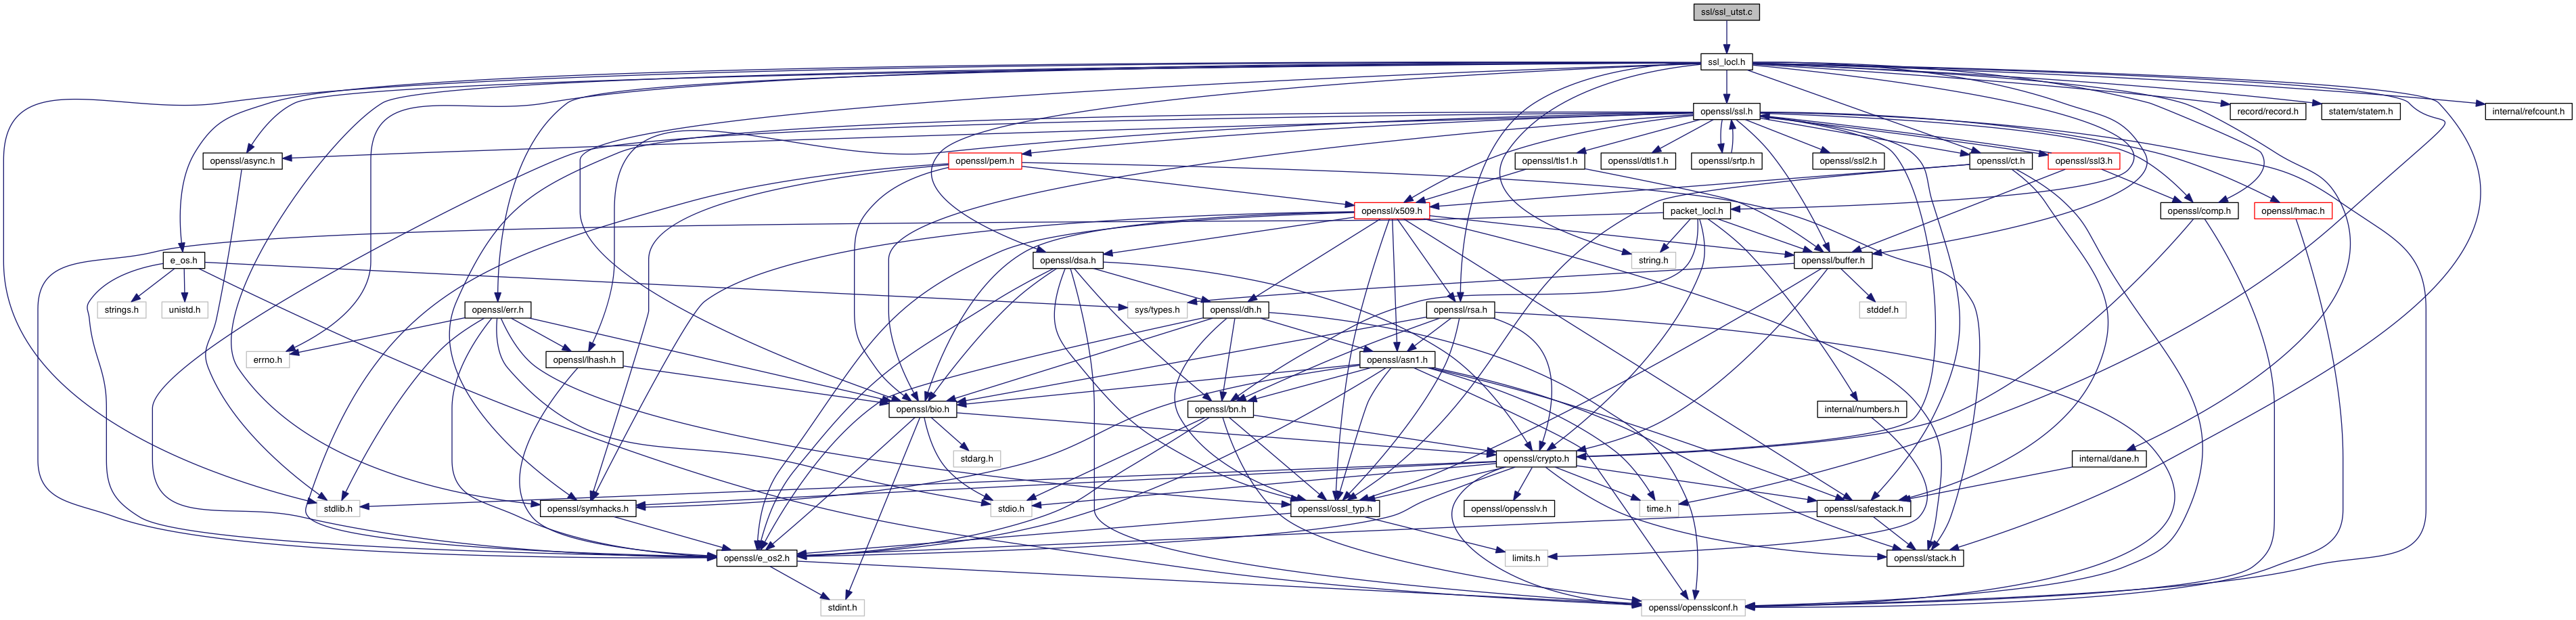 ssl/ssl_utst.c
ssl_locl.h
openssl/ssl.h
record/record.h
statem/statem.h
internal/refcount.h
openssl/async.h
openssl/pem.h
openssl/tls1.h
openssl/dtls1.h
openssl/srtp.h
openssl/ssl2.h
openssl/ct.h
openssl/ssl3.h
openssl/x509.h
packet_locl.h
openssl/comp.h
openssl/hmac.h
e_os.h
openssl/dsa.h
string.h
openssl/buffer.h
strings.h
unistd.h
openssl/err.h
sys/types.h
openssl/dh.h
openssl/rsa.h
stddef.h
errno.h
openssl/lhash.h
openssl/asn1.h
openssl/bio.h
openssl/bn.h
internal/numbers.h
stdarg.h
openssl/crypto.h
internal/dane.h
stdlib.h
openssl/symhacks.h
stdio.h
openssl/ossl_typ.h
openssl/opensslv.h
time.h
openssl/safestack.h
openssl/e_os2.h
limits.h
openssl/stack.h
stdint.h
openssl/opensslconf.h